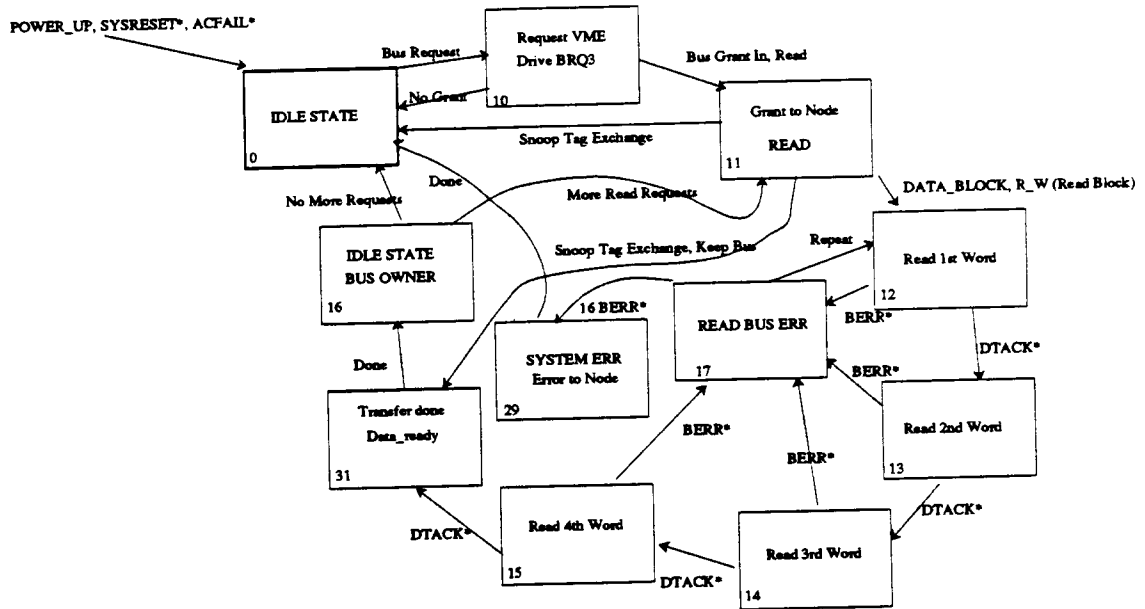 POWER_UP, SYSRESET*, ACFAIL*
Bus Request
Request VME
Drive BRQ3
10
Bus Grant In, Read
No Grant
IDLE STATE
0
Grant to Node
READ
11
Snoop Tag Exchange
Done
No More Requests
More Read Requests
DATA_BLOCK, R_W (Read Block)
IDLE STATE
BUS OWNER
16
Snoop Tag Exchange, Keep Bus
Repeat
Read 1st Word
12
16 BERR*
READ BUS ERR
17
BERR*
DTACK*
SYSTEM ERR
Error to Node
29
Done
BERR*
Transfer done
Data_ready
31
BERR*
Read 2nd Word
13
BERR*
DTACK*
Read 4th Word
15
DTACK*
Read 3rd Word
14
DTACK*